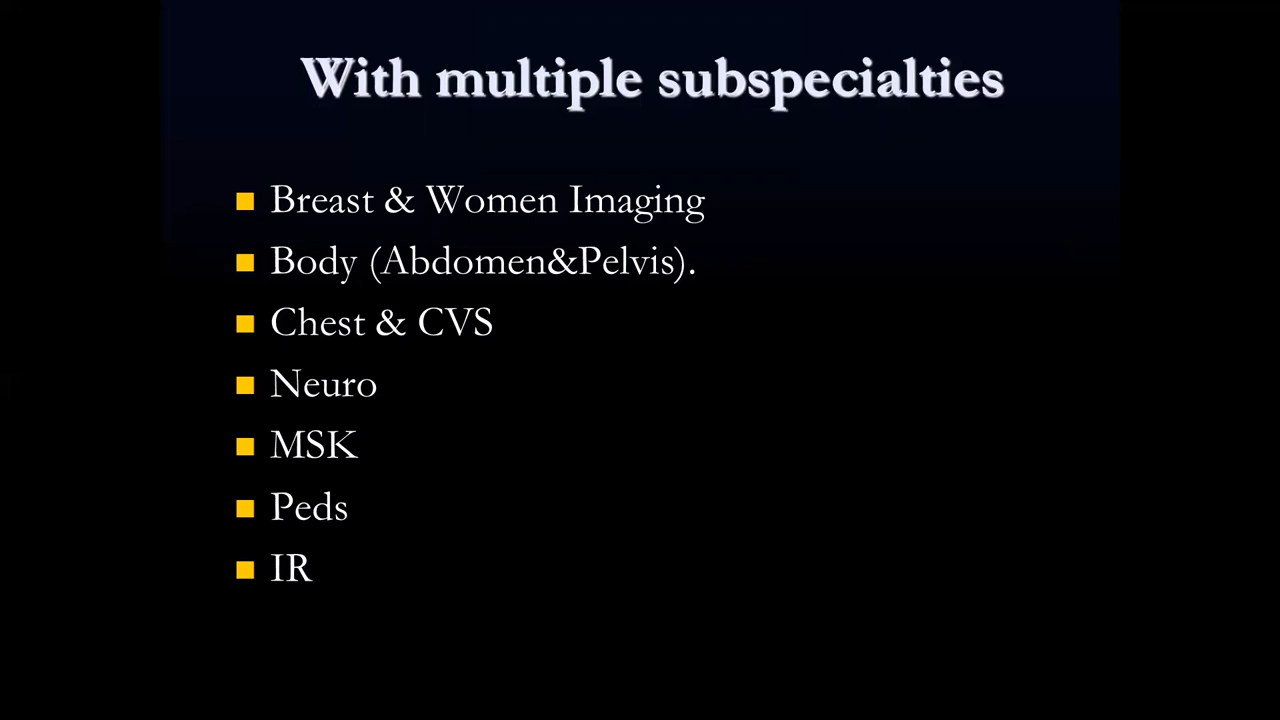 With multiple subspecialties
Breast & Women Imaging
Body (Abdomen&Pelvis).
Chest & CVS
Neuro
MSK
Peds
IR